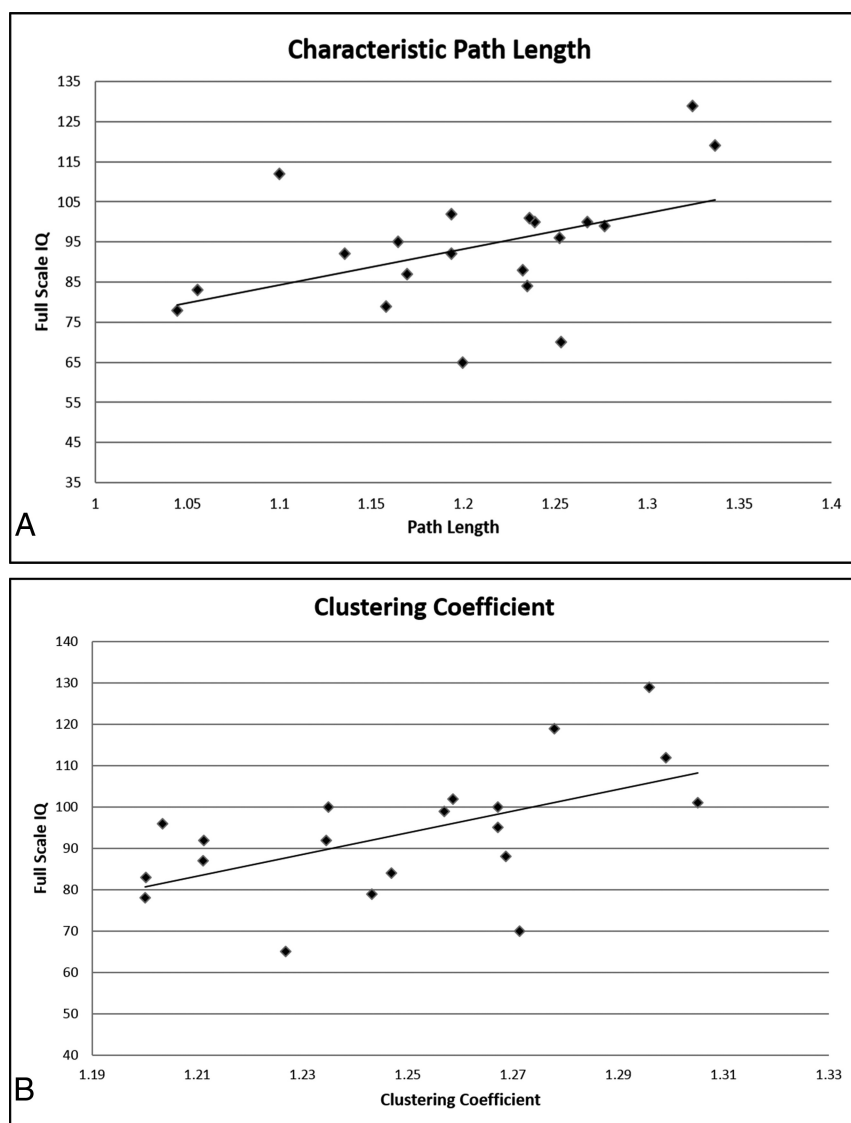 Characteristic Path Length
135
125
115
105
95
85
75
65
55
45
35
Full Scale IQ
1 1.05 1.1 1.15 1.2 1.25 1.3 1.35 1.4
Path Length
A
Clustering Coefficient
140
130
120
110
100
90
80
70
60
50
40
Full Scale IQ
1.19 1.21 1.23 1.25 1.27 1.29 1.31 1.33
Clustering Coefficient
B